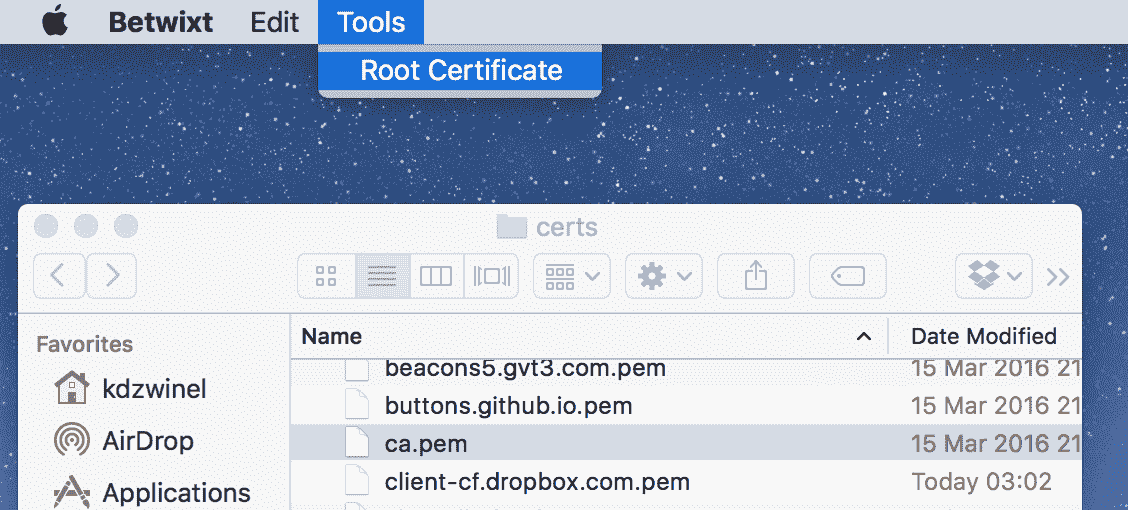 Betwixt Edit Tools
Root Certificate
certs
Favorites
Name Date Modified
kdzwinel
AirDrop
Applications
beacons5.gvt3.com.pem 15 Mar 2016 21
buttons.github.io.pem 15 Mar 2016 21
ca.pem 15 Mar 2016 21
client-cf.dropbox.com.pem Today 03:02